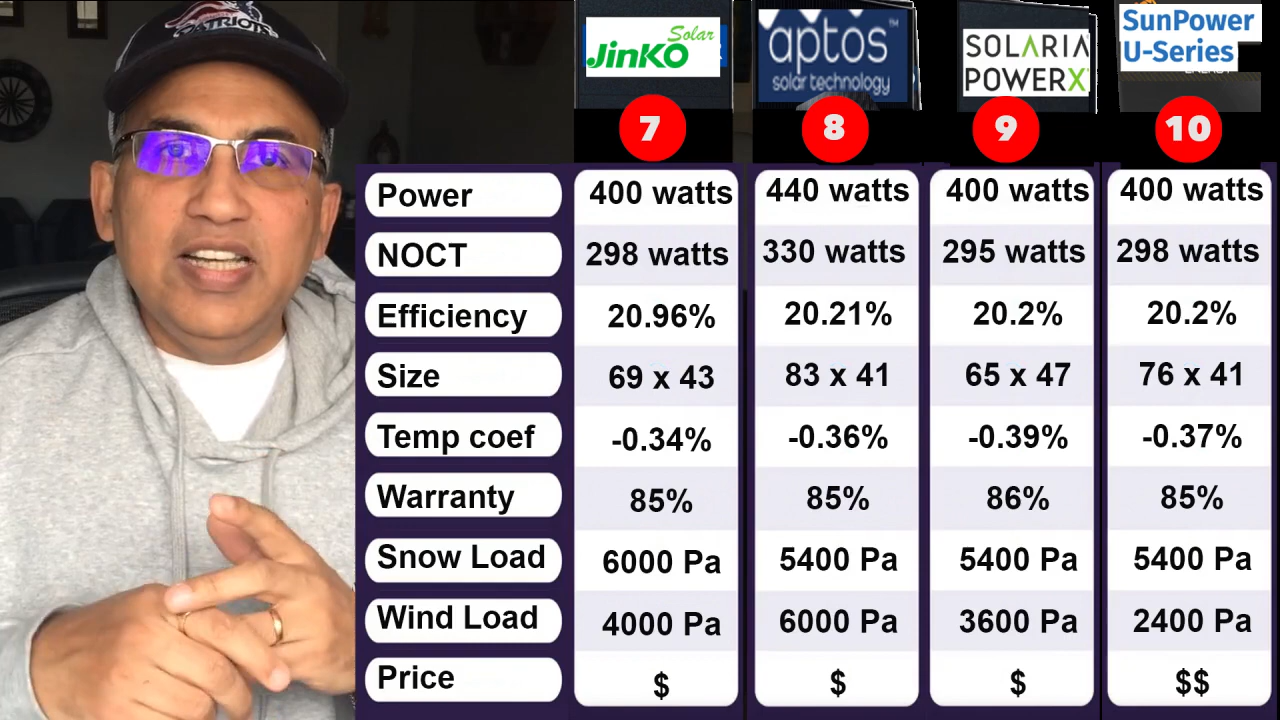 PATRIOTS
Solar
JinKO
aptos™
solar technology
SOLARIA
POWERX
SunPower
U-Series
7 8 9 10
Power 400 watts 440 watts 400 watts 400 watts
NOCT 298 watts 330 watts 295 watts 298 watts
Efficiency 20.96% 20.21% 20.2% 20.2%
Size 69 x 43 83 x 41 65 x 47 76 x 41
Temp coef -0.34% -0.36% -0.39% -0.37%
Warranty 85% 85% 86% 85%
Snow Load 6000 Pa 5400 Pa 5400 Pa 5400 Pa
Wind Load 4000 Pa 6000 Pa 3600 Pa 2400 Pa
Price $ $ $ $$